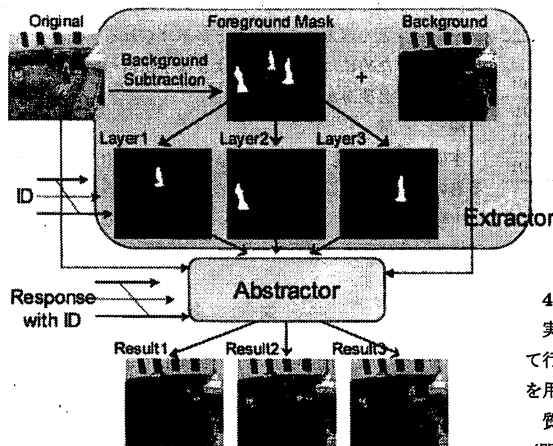 Original
Foreground Mask
Background
Background
Subtraction
+
Layer1
Layer2
Layer3
ID
Extractor
Response
with ID
Abstractor
Result1
Result2
Result3
4
実
て行
を用
質